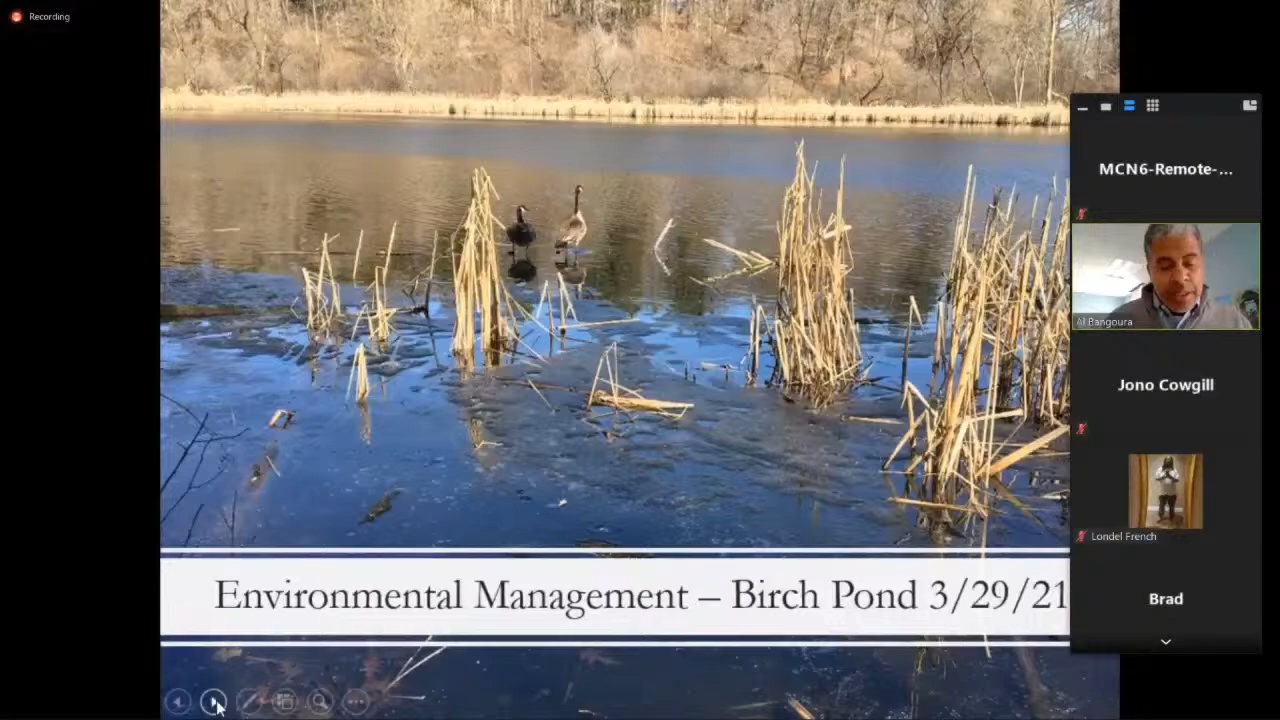 Recording
MCN6-Remote-...
Al Bangoura
Jono Cowgill
Londel French
Brad
Environmental Management – Birch Pond 3/29/21